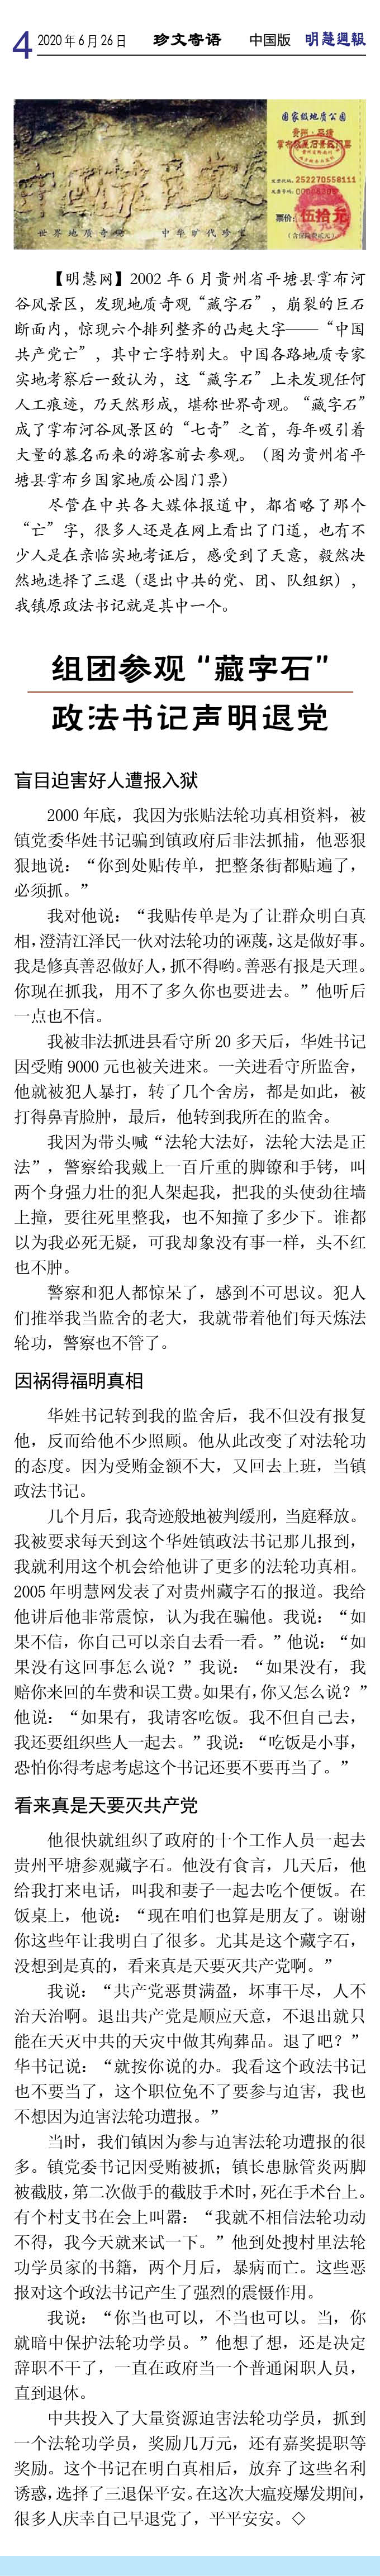 4 2020 年 6 月 26 日 珍文寄语 中国版 明慧週報
国家级地质公园
贵州·平塘
掌布
发票代码：252270558111
发票号码：
票价：伍拾元
世界地质奇观 中华旷代珍宝
【明慧网】2002 年 6 月贵州省平塘县掌布河
谷风景区，发现地质奇观“藏字石”，崩裂的巨石
断面内，惊现六个排列整齐的凸起大字——“中国
共产党亡”，其中亡字特别大。中国各路地质专家
实地考察后一致认为，这“藏字石”上未发现任何
人工痕迹，乃天然形成，堪称世界奇观。“藏字石”
成了掌布河谷风景区的“七奇”之首，每年吸引着
大量的慕名而来的游客前去参观。（图为贵州省平
塘县掌布乡国家地质公园门票）
尽管在中共各大媒体报道中，都省略了那个
“亡”字，很多人还是在网上看出了门道，也有不
少人是在亲临实地考证后，感受到了天意，毅然决
然地选择了三退（退出中共的党、团、队组织），
我镇原政法书记就是其中一个。
组团参观“藏字石”
政法书记声明退党
盲目迫害好人遭报入狱
2000 年底，我因为张贴法轮功真相资料，被
镇党委华姓书记骗到镇政府后非法抓捕，他恶狠
狠地说：“你到处贴传单，把整条街都贴遍了，
必须抓。”
我对他说：“我贴传单是为了让群众明白真
相，澄清江泽民一伙对法轮功的诬蔑，这是做好事。
我是修真善忍做好人，抓不得哟。善恶有报是天理。
你现在抓我，用不了多久你也要进去。”他听后
一点也不信。
我被非法抓进县看守所 20 多天后，华姓书记
因受贿 9000 元也被关进来。一关进看守所监舍，
他就被犯人暴打，转了几个舍房，都是如此，被
打得鼻青脸肿，最后，他转到我所在的监舍。
我因为带头喊“法轮大法好，法轮大法是正
法”，警察给我戴上一百斤重的脚镣和手铐，叫
两个身强力壮的犯人架起我，把我的头使劲往墙
上撞，要往死里整我，也不知撞了多少下。谁都
以为我必死无疑，可我却象没有事一样，头不红
也不肿。
警察和犯人都惊呆了，感到不可思议。犯人
们推举我当监舍的老大，我就带着他们每天炼法
轮功，警察也不管了。
因祸得福明真相
华姓书记转到我的监舍后，我不但没有报复
他，反而给他不少照顾。他从此改变了对法轮功
的态度。因为受贿金额不大，又回去上班，当镇
政法书记。
几个月后，我奇迹般地被判缓刑，当庭释放。
我被要求每天到这个华姓镇政法书记那儿报到，
我就利用这个机会给他讲了更多的法轮功真相。
2005 年明慧网发表了对贵州藏字石的报道。我给
他讲后他非常震惊，认为我在骗他。我说：“如
果不信，你自己可以亲自去看一看。”他说：“如
果没有这回事怎么说？”我说：“如果没有，我
赔你来回的车费和误工费。如果有，你又怎么说？”
他说：“如果有，我请客吃饭。我不但自己去，
我还要组织些人一起去。”我说：“吃饭是小事，
恐怕你得考虑考虑这个书记还要不要再当了。”
看来真是天要灭共产党
他很快就组织了政府的十个工作人员一起去
贵州平塘参观藏字石。他没有食言，几天后，他
给我打来电话，叫我和妻子一起去吃个便饭。在
饭桌上，他说：“现在咱们也算是朋友了。谢谢
你这些年让我明白了很多。尤其是这个藏字石，
没想到是真的，看来真是天要灭共产党啊。”
我说：“共产党恶贯满盈，坏事干尽，人不
治天治啊。退出共产党是顺应天意，不退出就只
能在天灭中共的天灾中做其殉葬品。退了吧？”
华书记说：“就按你说的办。我看这个政法书记
也不要当了，这个职位免不了要参与迫害，我也
不想因为迫害法轮功遭报。”
当时，我们镇因为参与迫害法轮功遭报的很
多。镇党委书记因受贿被抓；镇长患脉管炎两脚
被截肢，第二次做手的截肢手术时，死在手术台上。
有个村支书在会上叫嚣：“我就不相信法轮功动
不得，我今天就来试一下。”他到处搜村里法轮
功学员家的书籍，两个月后，暴病而亡。这些恶
报对这个政法书记产生了强烈的震慑作用。
我说：“你当也可以，不当也可以。当，你
就暗中保护法轮功学员。”他想了想，还是决定
辞职不干了，一直在政府当一个普通闲职人员，
直到退休。
中共投入了大量资源迫害法轮功学员，抓到
一个法轮功学员，奖励几万元，还有嘉奖提职等
奖励。这个书记在明白真相后，放弃了这些名利
诱惑，选择了三退保平安。在这次大瘟疫爆发期间，
很多人庆幸自己早退党了，平平安安。◇